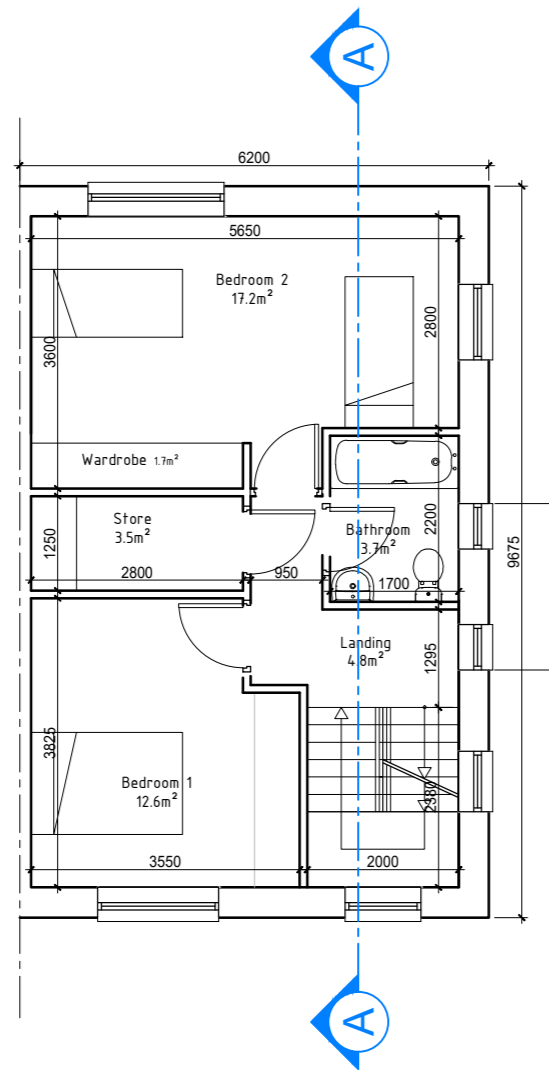 A
6200
5650
Bedroom 2
17.2m²
3600
2800
Wardrobe 1.7m²
Store
3.5m²
1250
2800
950
Bathroom
3.7m²
2200
1700
9675
Landing
4.8m²
1295
3825
Bedroom 1
12.6m²
2380
3550
2000
A